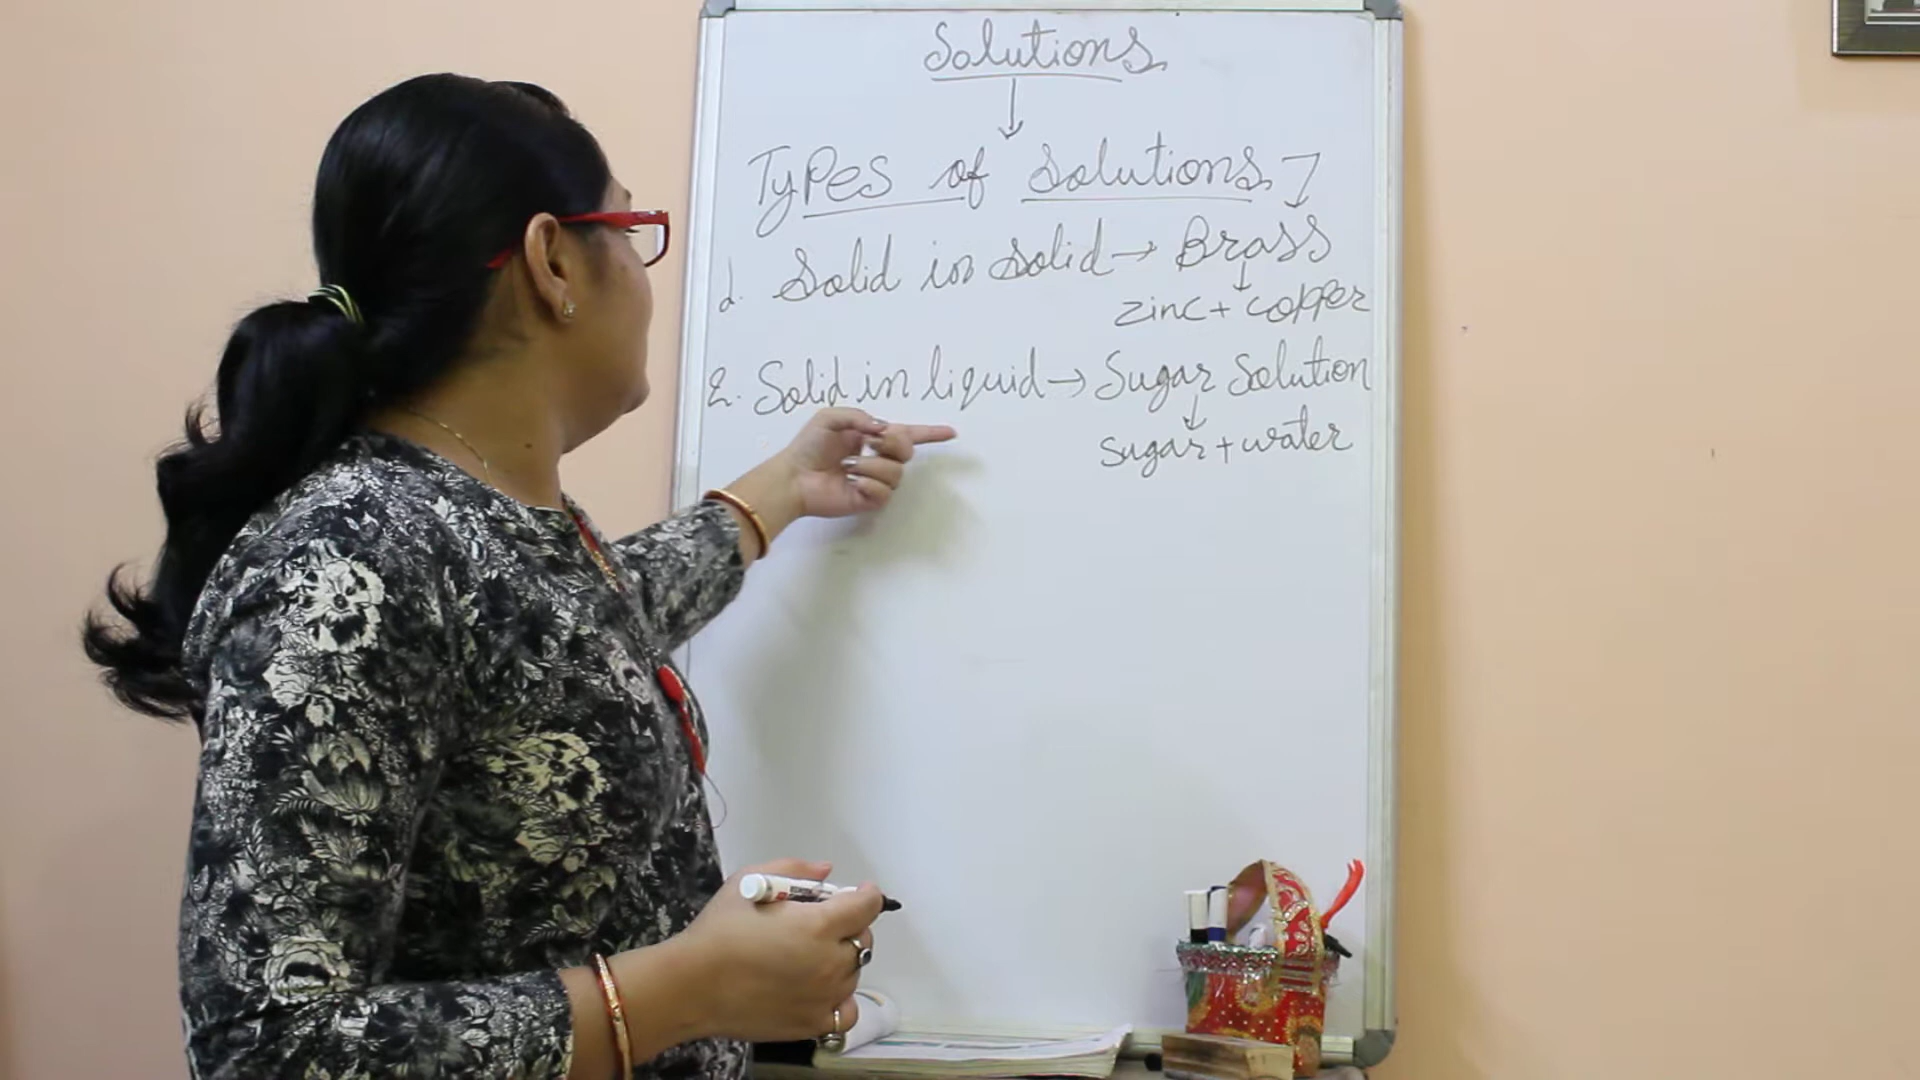 Solutions
↓
Types of Solutions
1. Solid in Solid → Brass
↓
zinc + copper
2. Solid in liquid → Sugar Solution
↓
Sugar + water